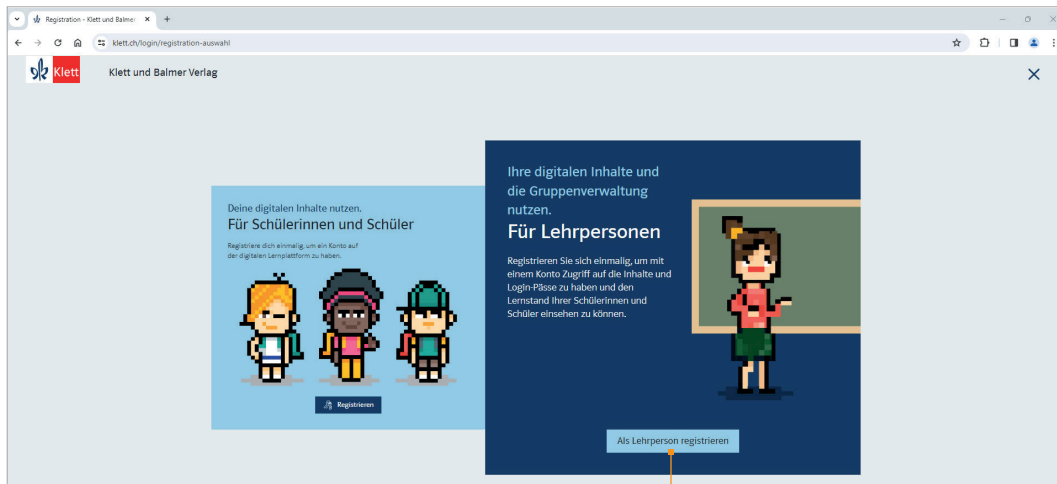 Registration - Klett und Balmer
klett.ch/login/registration-auswahl
Klett
Klett und Balmer Verlag
Deine digitalen Inhalte nutzen.
Für Schülerinnen und Schüler
Registriere dich einmalig, um ein Konto auf
der digitalen Lernplattform zu haben.
Registrieren
Ihre digitalen Inhalte und
die Gruppenverwaltung
nutzen.
Für Lehrpersonen
Registrieren Sie sich einmalig, um mit
einem Konto Zugriff auf die Inhalte und
Login-Pässe zu haben und den
Lernstand Ihrer Schülerinnen und
Schüler einsehen zu können.
Als Lehrperson registrieren